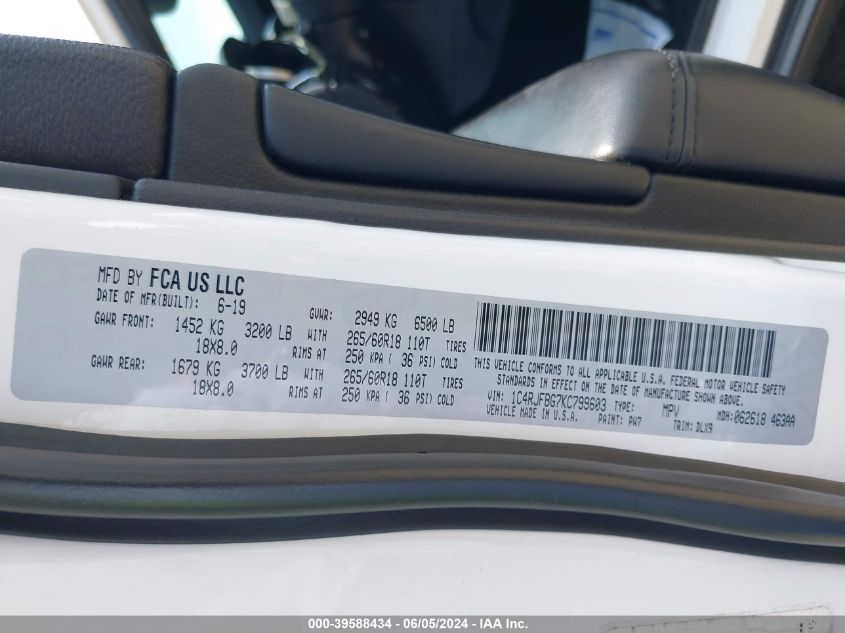 MFD BY FCA US LLC
DATE OF MFR(BUILT): 6-19
GVWR: 2949 KG 6500 LB
GAWR FRONT: 1452 KG 3200 LB WITH 265/60R18 110T TIRES
18X8.0 RIMS AT 250 KPA ( 36 PSI) COLD
GAWR REAR: 1679 KG 3700 LB WITH 265/60R18 110T TIRES
18X8.0 RIMS AT 250 KPA ( 36 PSI) COLD
THIS VEHICLE CONFORMS TO ALL APPLICABLE U.S.A. FEDERAL MOTOR VEHICLE SAFETY
STANDARDS IN EFFECT ON THE DATE OF MANUFACTURE SHOWN ABOVE.
VIN: 1C4RJFBG7KC799603 TYPE: MPV MDH: 062618 463AA
VEHICLE MADE IN U.S.A. PAINT: PW7 TRIM: DLX9
000-39588434 - 06/05/2024 - IAA Inc.